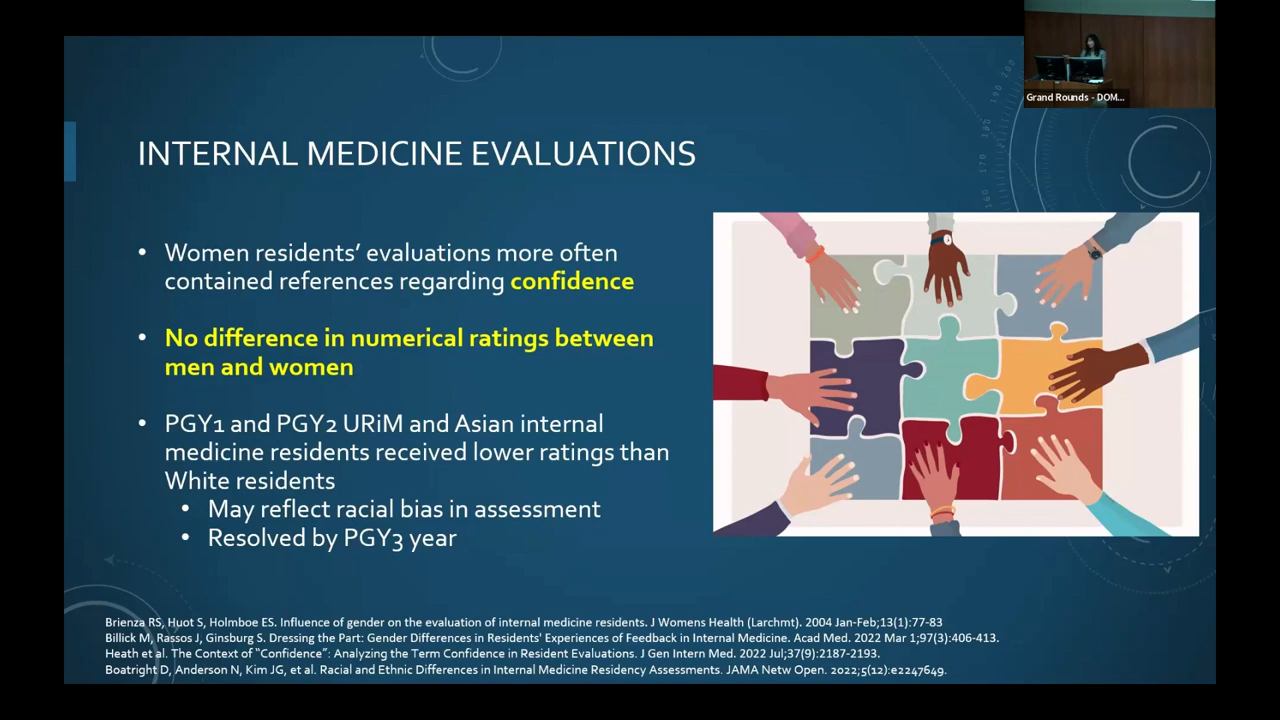 Grand Rounds - DOM...
INTERNAL MEDICINE EVALUATIONS
• Women residents' evaluations more often
contained references regarding confidence
• No difference in numerical ratings between
men and women
• PGY1 and PGY2 URiM and Asian internal
medicine residents received lower ratings than
White residents
• May reflect racial bias in assessment
• Resolved by PGY3 year
Brienza RS, Huot S, Holmboe ES. Influence of gender on the evaluation of internal medicine residents. J Womens Health (Larchmt). 2004 Jan-Feb;13(1):77-83
Billick M, Rassos J, Ginsburg S. Dressing the Part: Gender Differences in Residents' Experiences of Feedback in Internal Medicine. Acad Med. 2022 Mar 1;97(3):406-413.
Heath et al. The Context of "Confidence": Analyzing the Term Confidence in Resident Evaluations. J Gen Intern Med. 2022 Jul;37(9):2187-2193.
Boatright D, Anderson N, Kim JG, et al. Racial and Ethnic Differences in Internal Medicine Residency Assessments. JAMA Netw Open. 2022;5(12):e2247649.